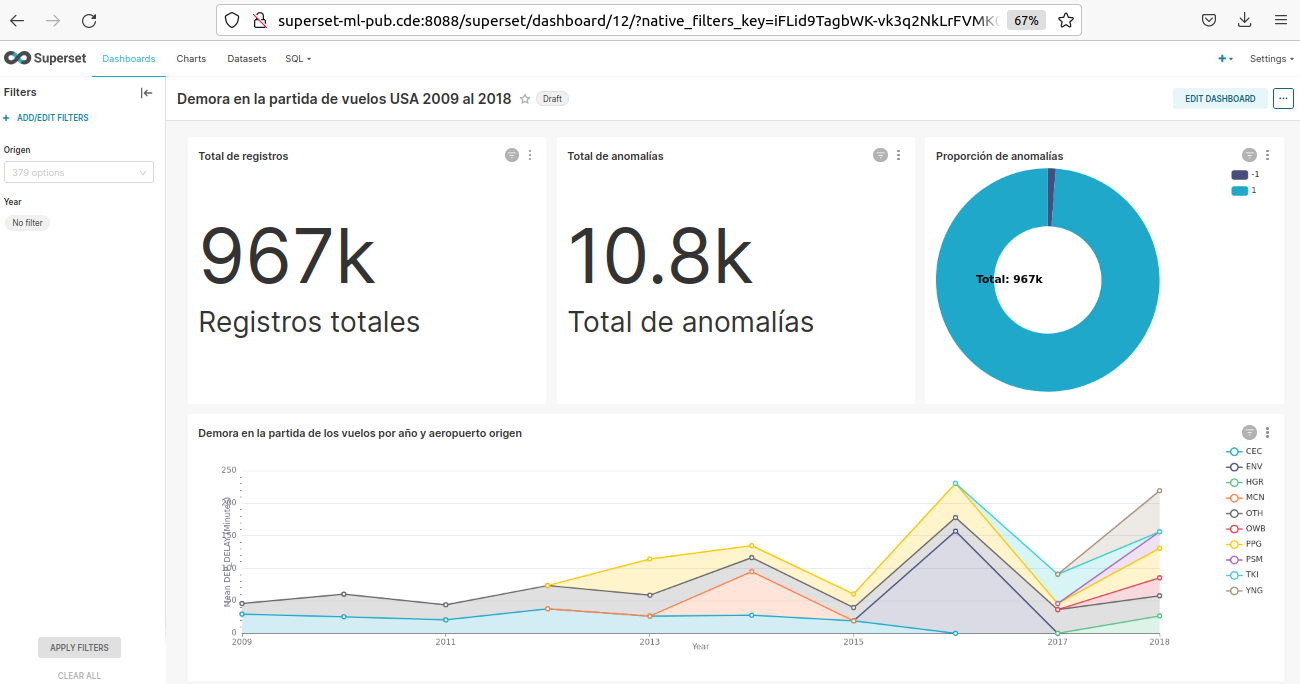 superset-ml-pub.cde:8088/superset/dashboard/12/?native_filters_key=iFLid9TagbWK-vk3q2NkLrFVMK
67%
Superset
Dashboards
Charts
Datasets
SQL
Settings
Filters
ADD/EDIT FILTERS
Origen
379 options
Year
No filter
APPLY FILTERS
CLEAR ALL
Demora en la partida de vuelos USA 2009 al 2018
Draft
EDIT DASHBOARD
Total de registros
967k
Registros totales
Total de anomalías
10.8k
Total de anomalías
Proporción de anomalías
-1
1
Total: 967k
Demora en la partida de los vuelos por año y aeropuerto origen
CEC
ENV
HGR
MCN
OTH
OWB
PPG
PSM
TKI
YNG
Mean DEP_DELAY (Minutes)
250
200
150
100
50
0
2009
2011
2013
2015
2017
2018
Year